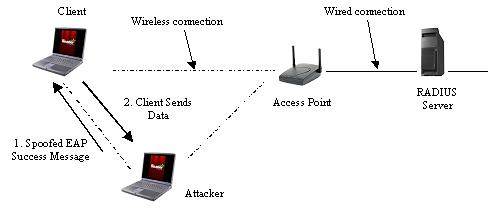 Client
Wireless connection
Wired connection
2. Client Sends
Data
Access Point
RADIUS
Server
1. Spoofed EAP
Success Message
Attacker